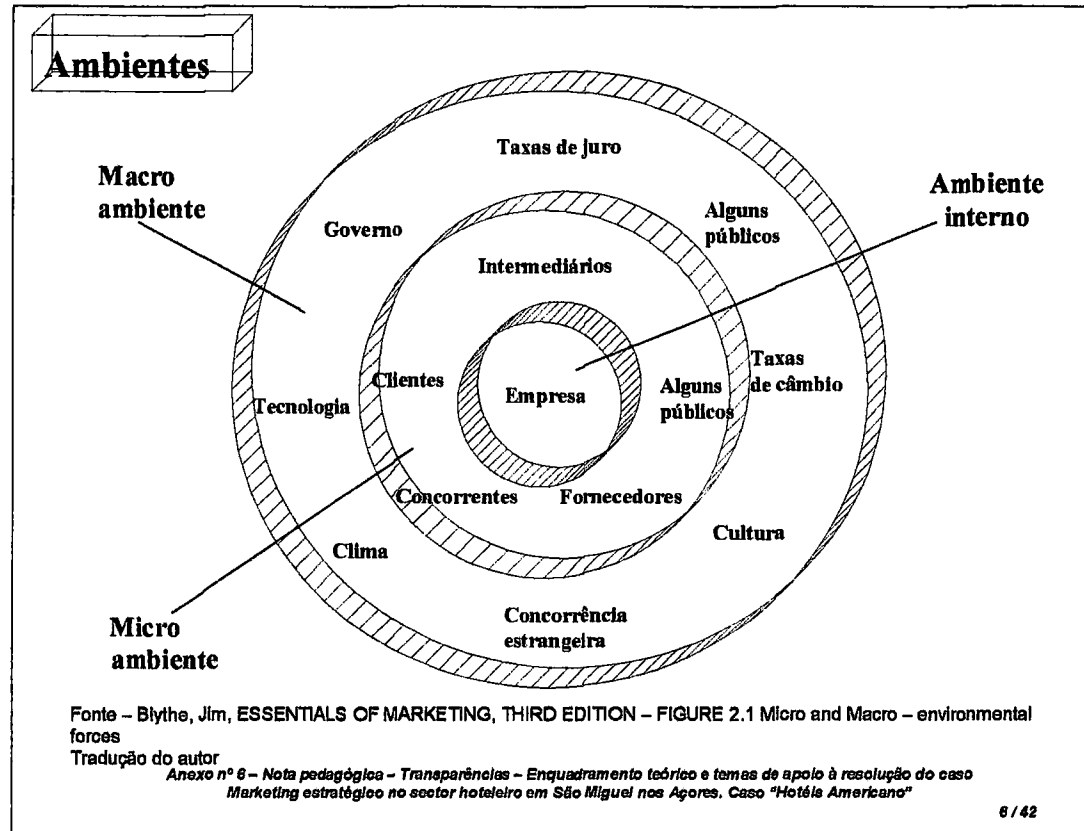 Ambientes
Taxas de juro
Macro
ambiente
Ambiente
interno
Alguns
públicos
Governo
Intermediários
Clientes
Tecnologia
Empresa
Alguns
públicos
Taxas
de câmbio
Concorrentes
Fornecedores
Clima
Cultura
Concorrência
estrangeira
Micro
ambiente
Fonte – Blythe, Jim, ESSENTIALS OF MARKETING, THIRD EDITION – FIGURE 2.1 Micro and Macro – environmental
forces
Tradução do autor
Anexo nº 6 – Nota pedagógica – Transparências – Enquadramento teórico e temas de apoio à resolução do caso
Marketing estratégico no sector hoteleiro em São Miguel nos Açores. Caso "Hotéis Americano"
6 / 42